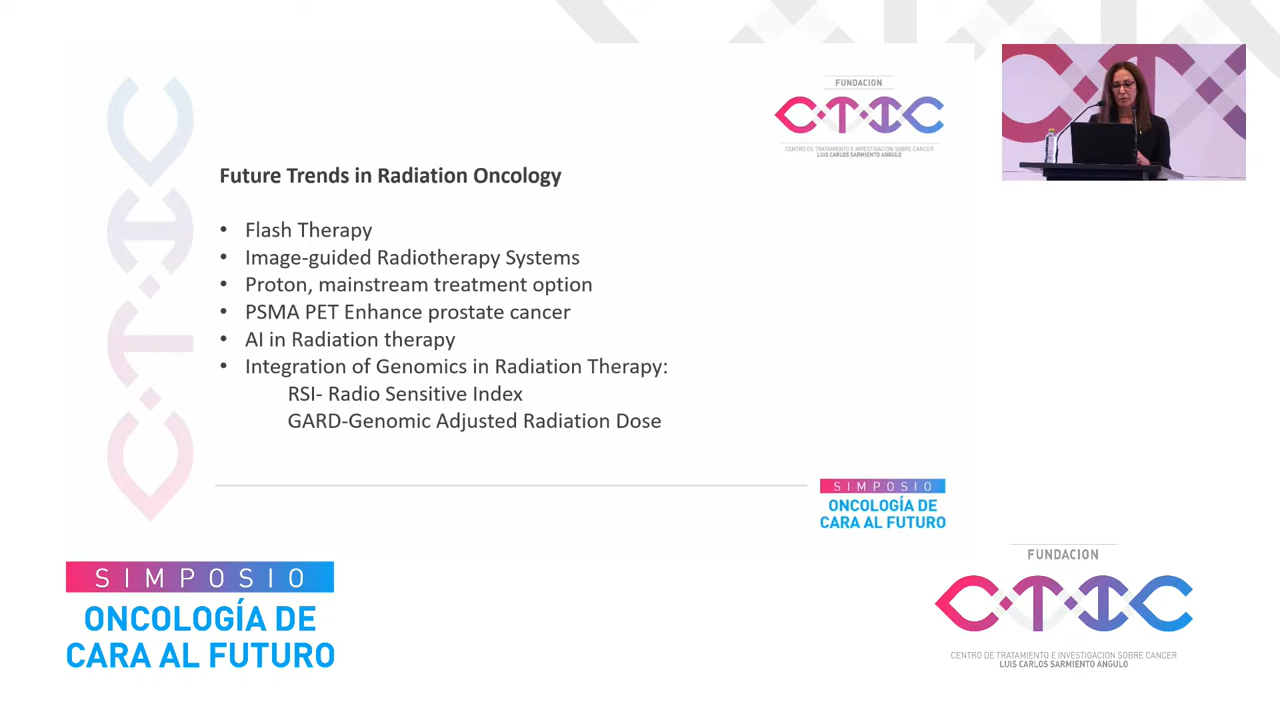 FUNDACION
C·T·I·C
CENTRO DE TRATAMIENTO E INVESTIGACION SOBRE CANCER
LUIS CARLOS SARMIENTO ANGULO
C·T·I·C
Future Trends in Radiation Oncology
• Flash Therapy
• Image-guided Radiotherapy Systems
• Proton, mainstream treatment option
• PSMA PET Enhance prostate cancer
• AI in Radiation therapy
• Integration of Genomics in Radiation Therapy:
RSI- Radio Sensitive Index
GARD-Genomic Adjusted Radiation Dose
SIMPOSIO
ONCOLOGÍA DE
CARA AL FUTURO
SIMPOSIO
ONCOLOGÍA DE
CARA AL FUTURO
FUNDACION
C·T·I·C
CENTRO DE TRATAMIENTO E INVESTIGACION SOBRE CANCER
LUIS CARLOS SARMIENTO ANGULO